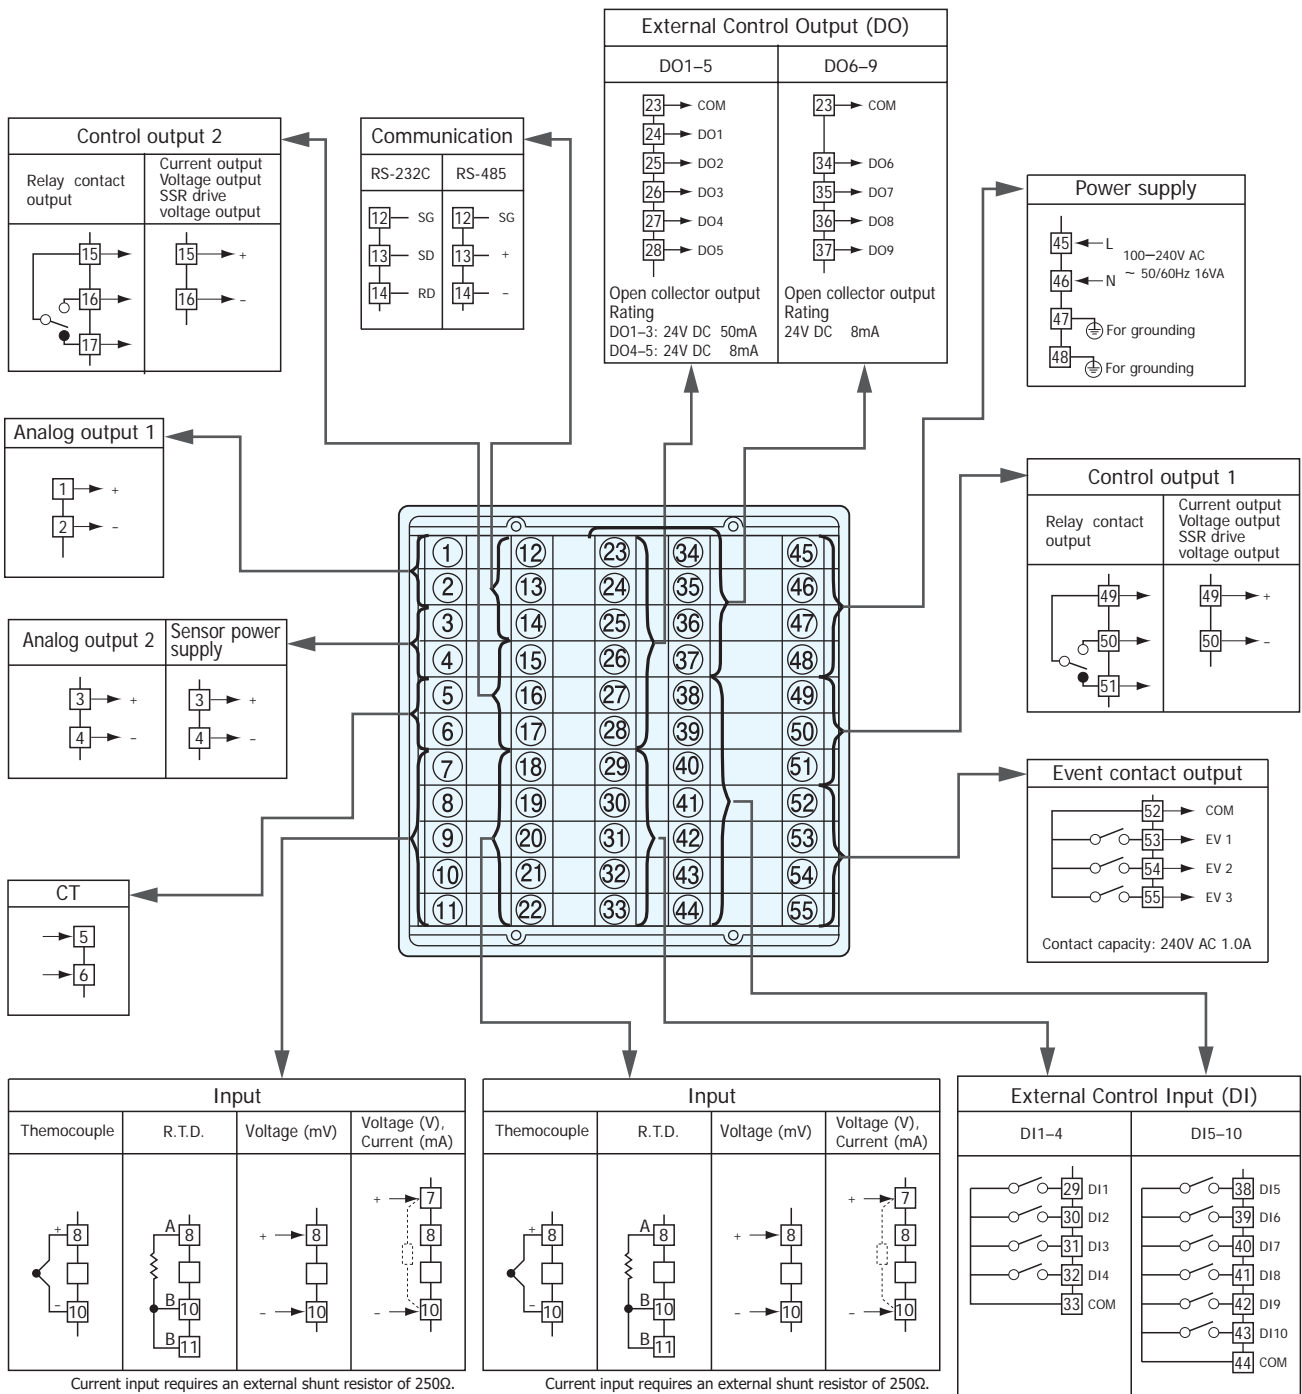 External Control Output (DO)
DO1–5
DO6–9
23 COM
24 DO1
25 DO2
26 DO3
27 DO4
28 DO5
23 COM
34 DO6
35 DO7
36 DO8
37 DO9
Open collector output
Rating
DO1–3: 24V DC 50mA
DO4–5: 24V DC 8mA
Open collector output
Rating
24V DC 8mA
Control output 2
Relay contact
output
Current output
Voltage output
SSR drive
voltage output
15
16
17
15 +
16 –
Communication
RS-232C
RS-485
12 SG
13 SD
14 RD
12 SG
13 +
14 –
Power supply
45 L
46 N
100–240V AC
~ 50/60Hz 16VA
47 For grounding
48 For grounding
Analog output 1
1 +
2 –
Analog output 2
Sensor power
supply
3 +
4 –
3 +
4 –
CT
5
6
1 12 23 34 45
2 13 24 35 46
3 14 25 36 47
4 15 26 37 48
5 16 27 38 49
6 17 28 39 50
7 18 29 40 51
8 19 30 41 52
9 20 31 42 53
10 21 32 43 54
11 22 33 44 55
Control output 1
Relay contact
output
Current output
Voltage output
SSR drive
voltage output
49
50
51
49 +
50 –
Event contact output
52 COM
53 EV 1
54 EV 2
55 EV 3
Contact capacity: 240V AC 1.0A
Input
Themocouple
R.T.D.
Voltage (mV)
Voltage (V),
Current (mA)
+ 8
– 10
A 8
B 10
B 11
+ 8
– 10
+ 7
8
– 10
Current input requires an external shunt resistor of 250Ω.
Input
Themocouple
R.T.D.
Voltage (mV)
Voltage (V),
Current (mA)
+ 8
– 10
A 8
B 10
B 11
+ 8
– 10
+ 7
8
– 10
Current input requires an external shunt resistor of 250Ω.
External Control Input (DI)
DI1–4
DI5–10
29 DI1
30 DI2
31 DI3
32 DI4
33 COM
38 DI5
39 DI6
40 DI7
41 DI8
42 DI9
43 DI10
44 COM